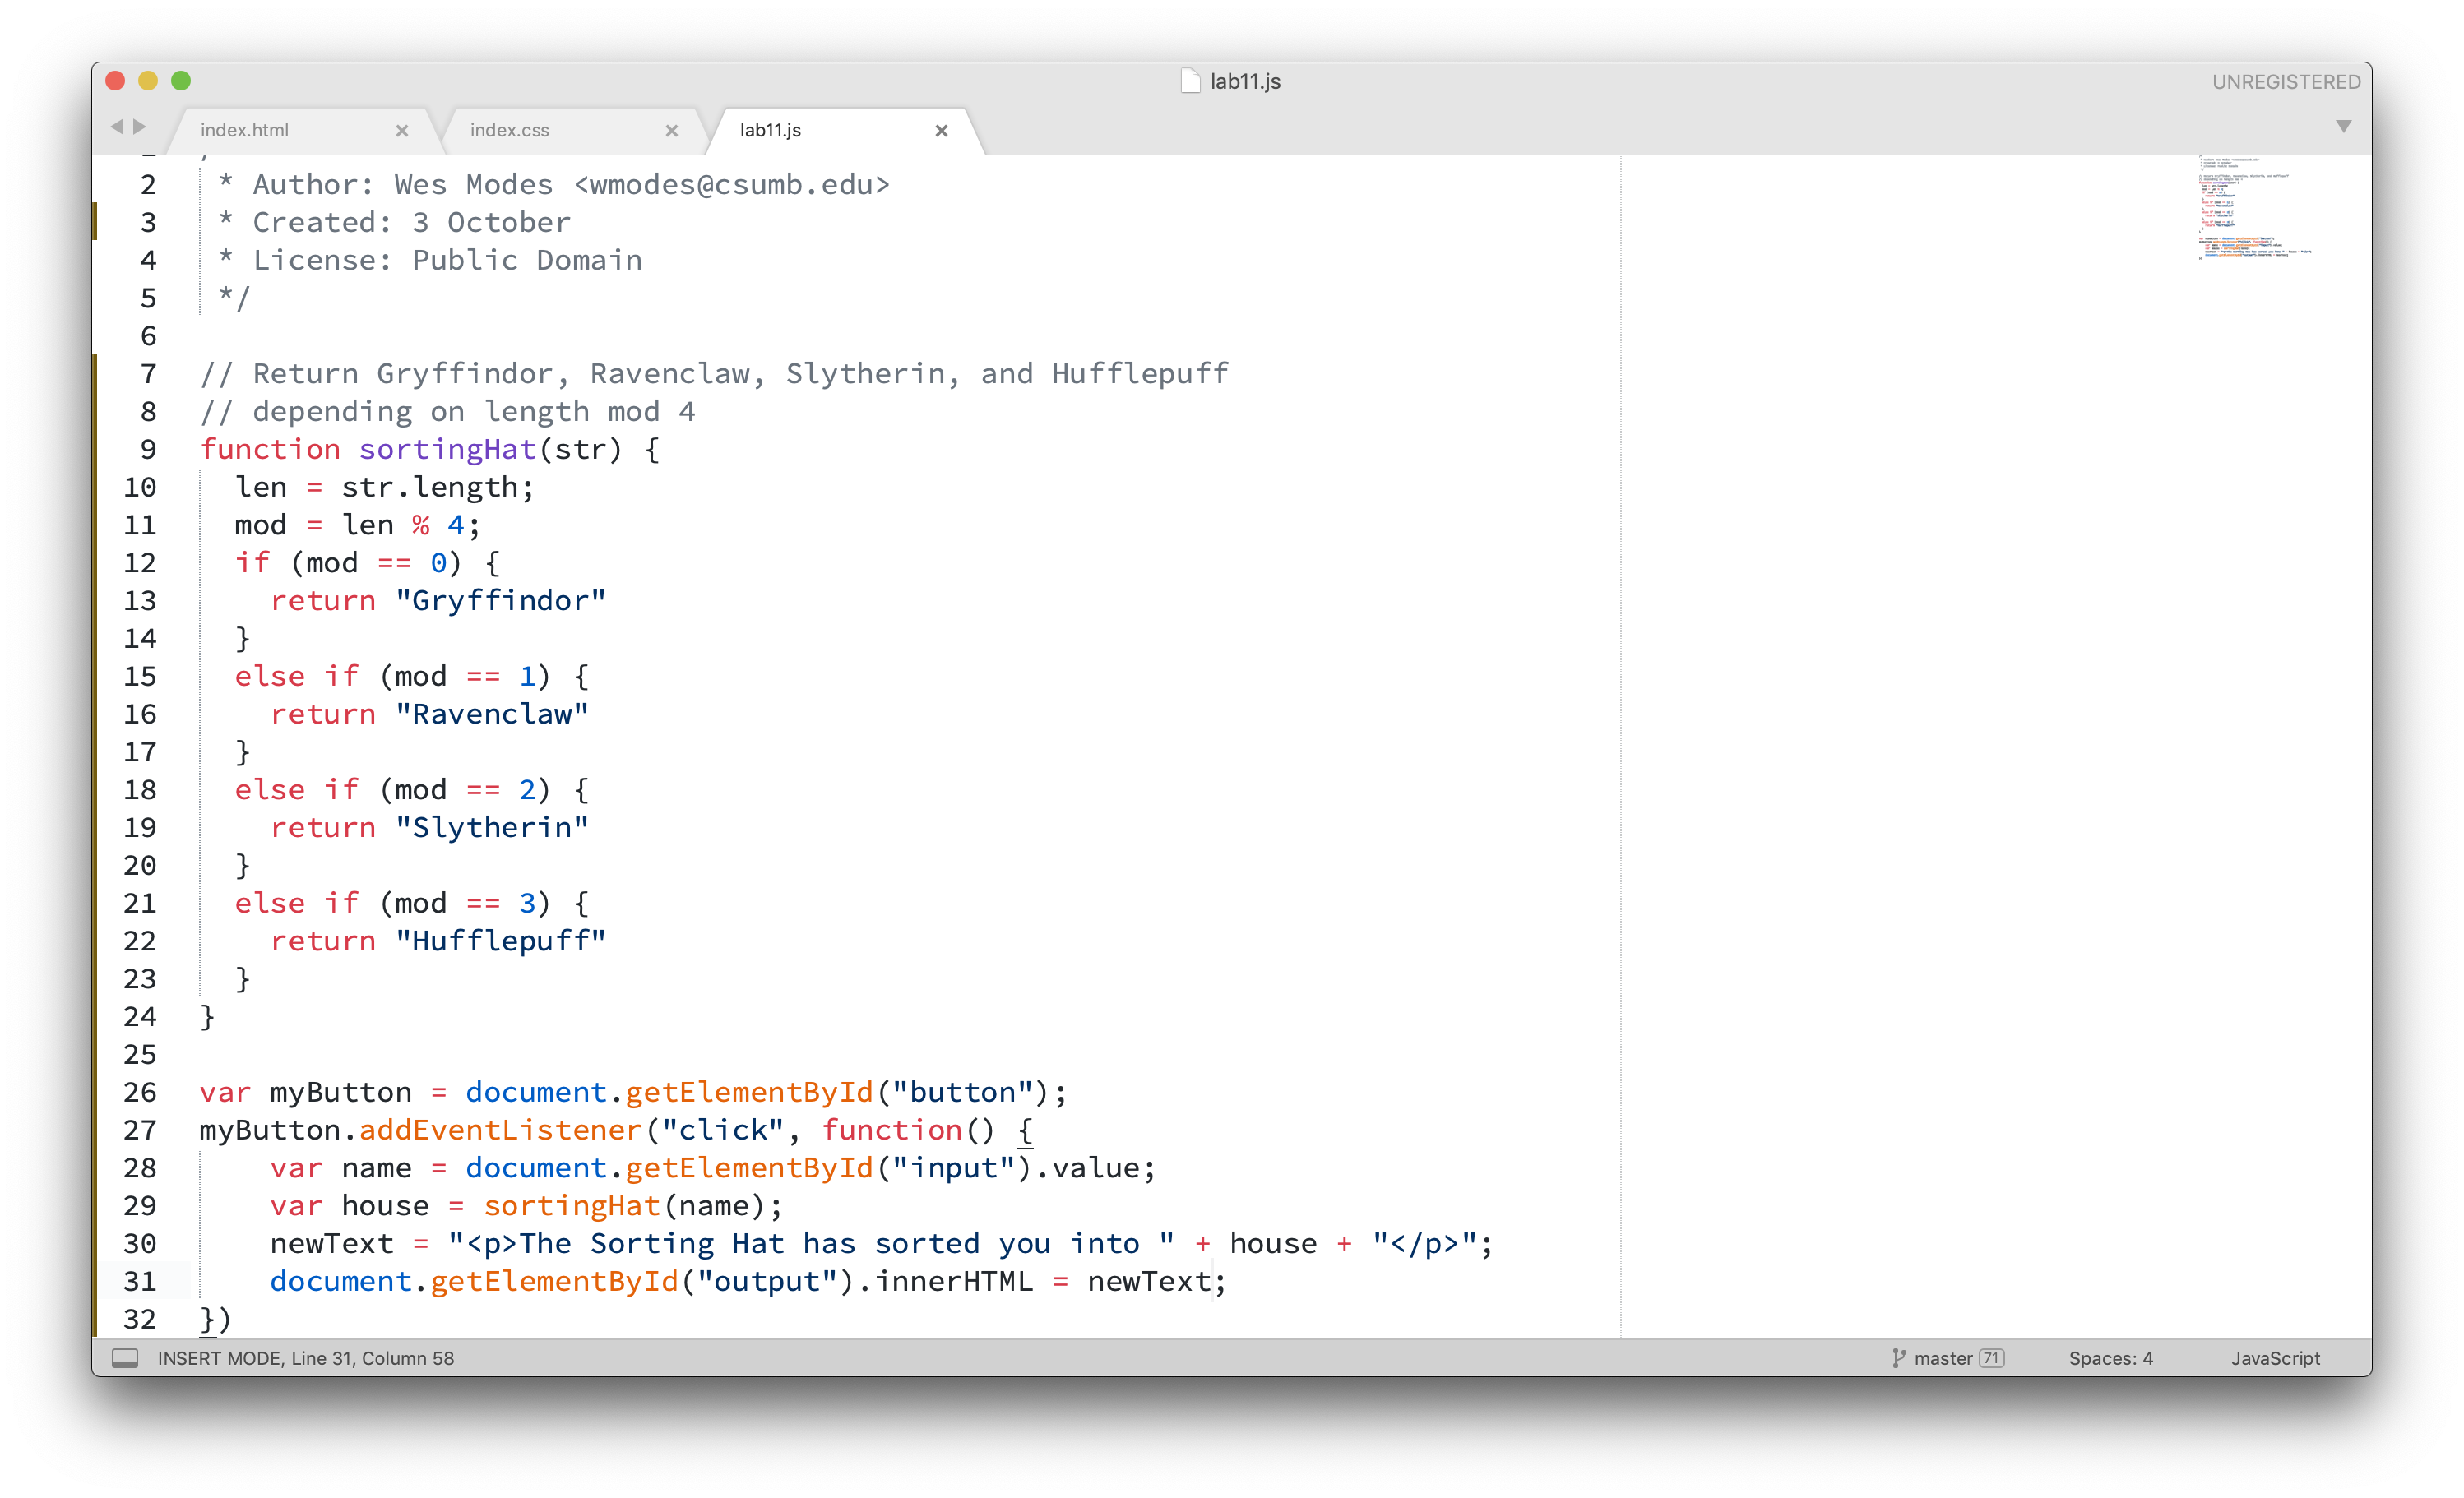 lab11.js
UNREGISTERED
index.html
index.css
lab11.js
2 * Author: Wes Modes <wmodes@csumb.edu>
3 * Created: 3 October
4 * License: Public Domain
5 */
6
7 // Return Gryffindor, Ravenclaw, Slytherin, and Hufflepuff
8 // depending on length mod 4
9 function sortingHat(str) {
10   len = str.length;
11   mod = len % 4;
12   if (mod == 0) {
13     return "Gryffindor"
14   }
15   else if (mod == 1) {
16     return "Ravenclaw"
17   }
18   else if (mod == 2) {
19     return "Slytherin"
20   }
21   else if (mod == 3) {
22     return "Hufflepuff"
23   }
24 }
25
26 var myButton = document.getElementById("button");
27 myButton.addEventListener("click", function() {
28     var name = document.getElementById("input").value;
29     var house = sortingHat(name);
30     newText = "<p>The Sorting Hat has sorted you into " + house + "</p>";
31     document.getElementById("output").innerHTML = newText;
32 })
INSERT MODE, Line 31, Column 58
master 71
Spaces: 4
JavaScript